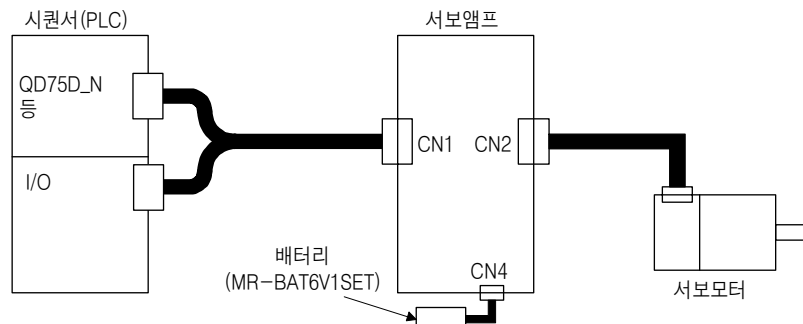 시퀀서(PLC)
서보앰프
QD75D_N
등
CN1
CN2
I/O
배터리
(MR-BAT6V1SET)
CN4
서보모터